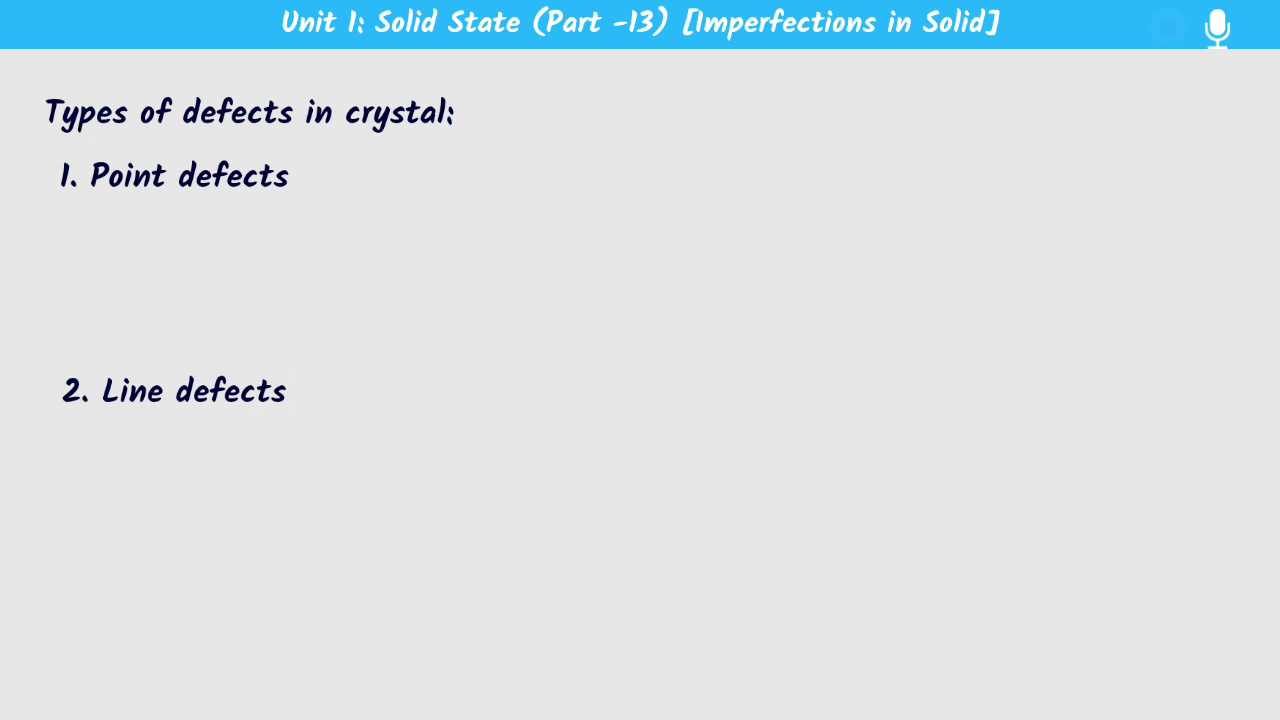 Unit 1: Solid State (Part -13) [Imperfections in Solid]
Types of defects in crystal:
1. Point defects
2. Line defects